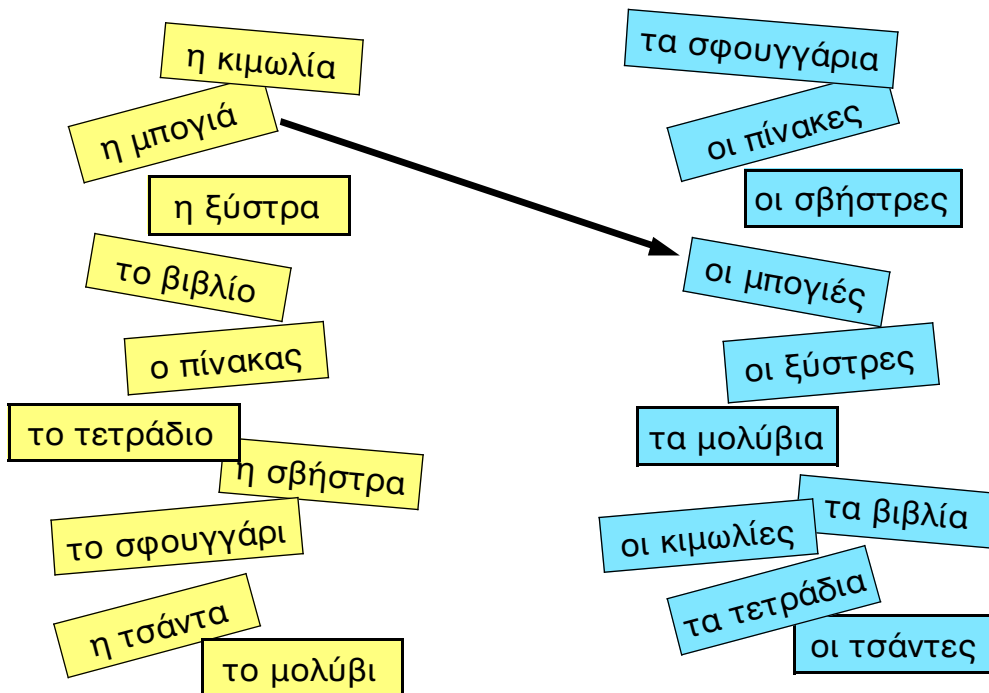 η κιμωλία
η μπογιά
η ξύστρα
το βιβλίο
ο πίνακας
το τετράδιο
η σβήστρα
το σφουγγάρι
η τσάντα
το μολύβι
τα σφουγγάρια
οι πίνακες
οι σβήστρες
οι μπογιές
οι ξύστρες
τα μολύβια
τα βιβλία
οι κιμωλίες
τα τετράδια
οι τσάντες